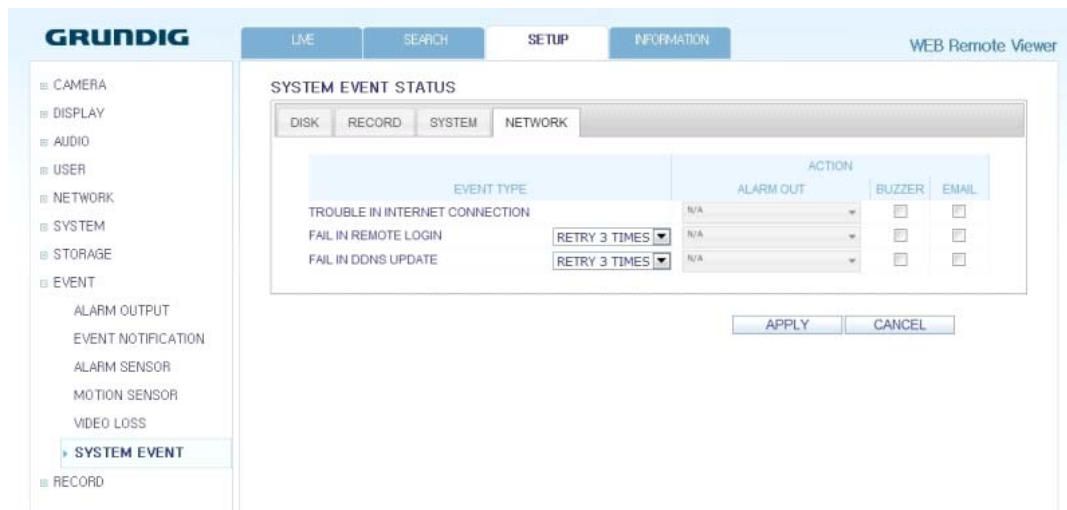 GRUNDIG
LIVE SEARCH SETUP INFORMATION
WEB Remote Viewer
CAMERA
DISPLAY
AUDIO
USER
NETWORK
SYSTEM
STORAGE
EVENT
ALARM OUTPUT
EVENT NOTIFICATION
ALARM SENSOR
MOTION SENSOR
VIDEO LOSS
SYSTEM EVENT
RECORD
SYSTEM EVENT STATUS
DISK RECORD SYSTEM NETWORK
ACTION
EVENT TYPE ALARM OUT BUZZER EMAIL
TROUBLE IN INTERNET CONNECTION N/A
FAIL IN REMOTE LOGIN RETRY 3 TIMES N/A
FAIL IN DDNS UPDATE RETRY 3 TIMES N/A
APPLY CANCEL